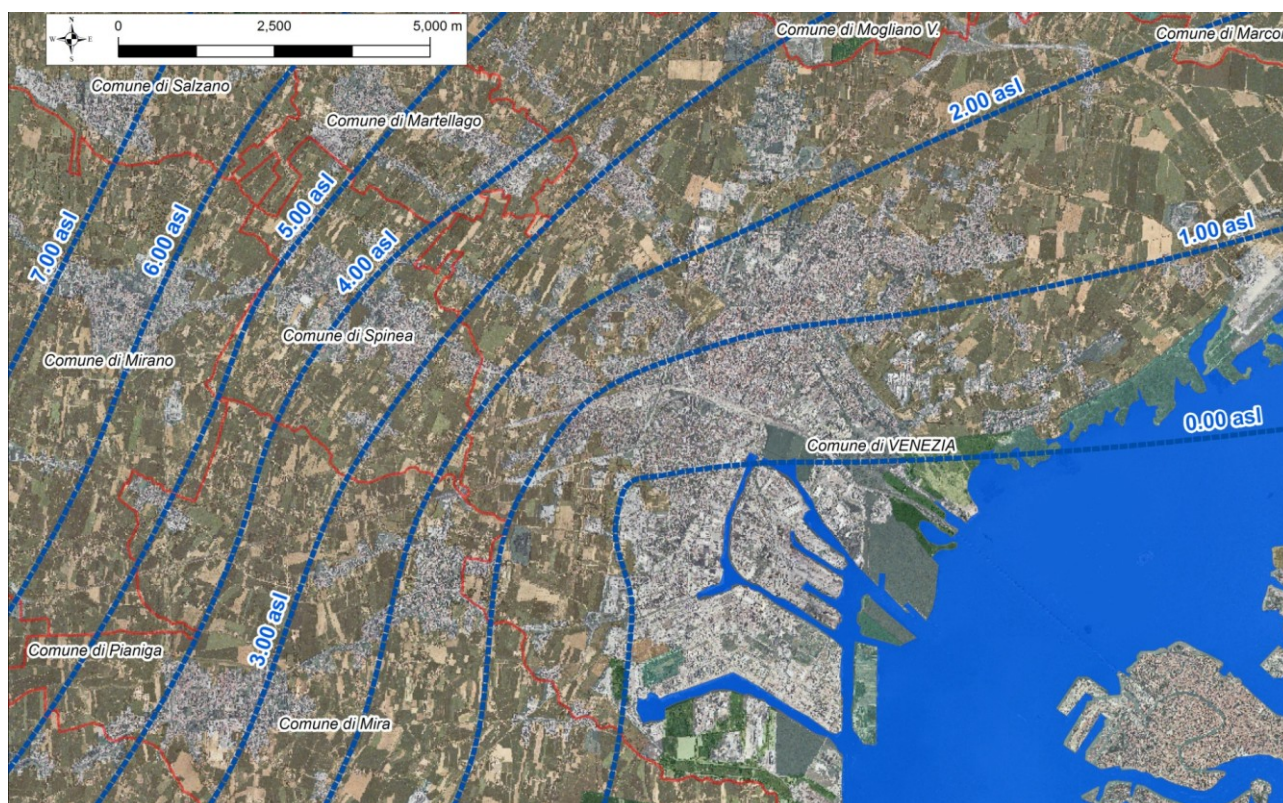 N
W E
S
0 2,500 5,000 m
Comune di Mogliano V.
Comune di Marcon
Comune di Salzano
2.00 asl
Comune di Martellago
7.00 asl
6.00 asl
5.00 asl
4.00 asl
1.00 asl
Comune di Spinea
Comune di Mirano
0.00 asl
Comune di VENEZIA
3.00 asl
Comune di Pianiga
Comune di Mira